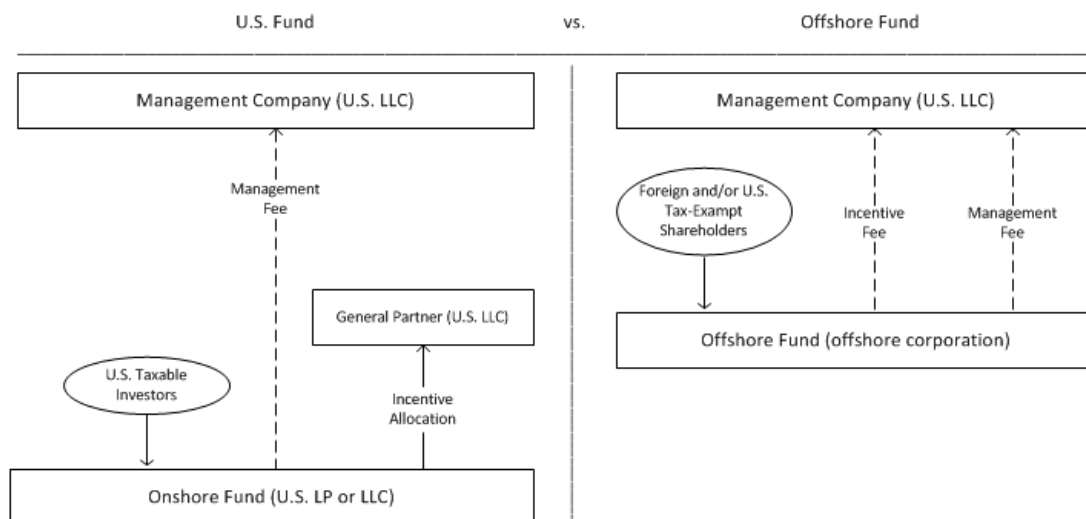 U.S. Fund
vs.
Offshore Fund
Management Company (U.S. LLC)
Management
Fee
General Partner (U.S. LLC)
U.S. Taxable
Investors
Incentive
Allocation
Onshore Fund (U.S. LP or LLC)
Management Company (U.S. LLC)
Foreign and/or U.S.
Tax-Exempt
Shareholders
Incentive
Fee
Management
Fee
Offshore Fund (offshore corporation)